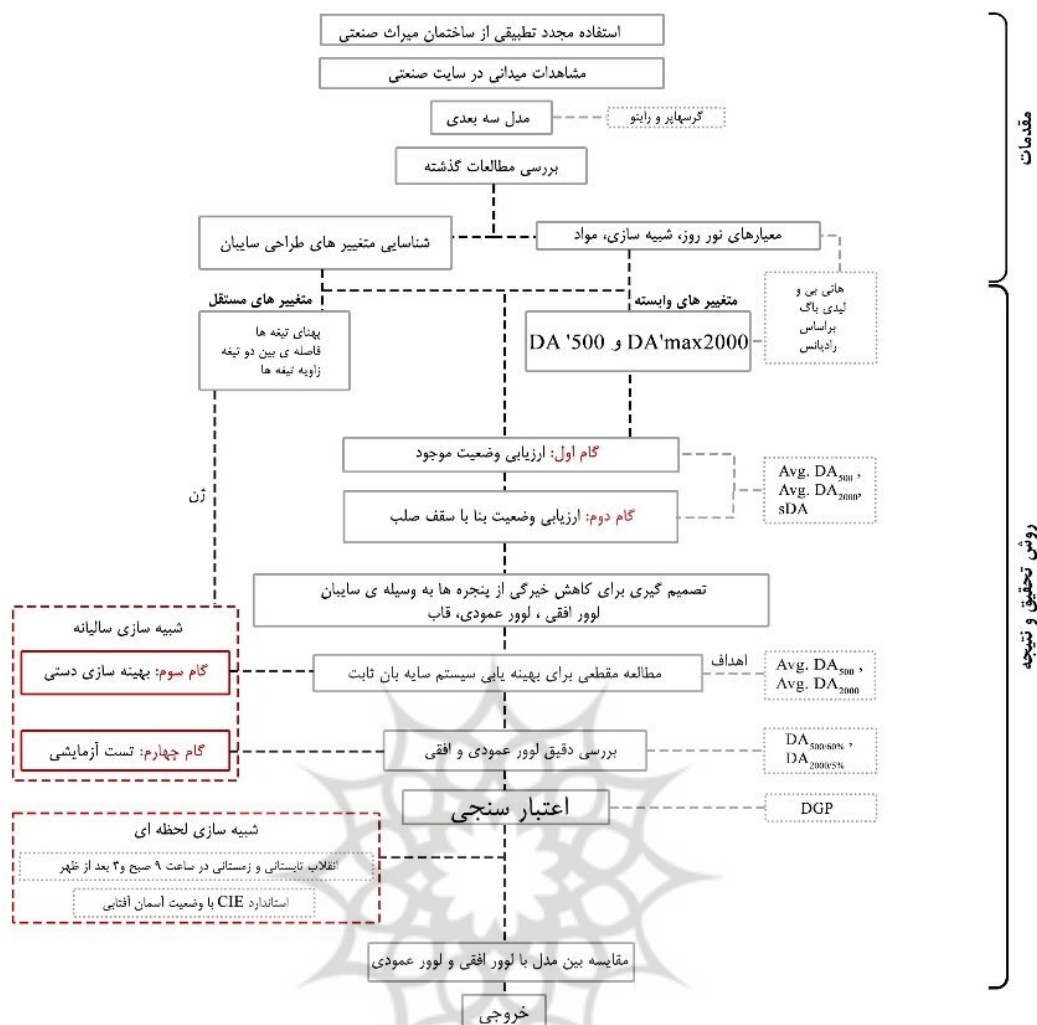 استفاده مجدد تطبیقی از ساختمان میراث صنعتی
مشاهدات میدانی در سایت صنعتی
مدل سه بعدی
گرسهاپر و راینو
بررسی مطالعات گذشته
مقدمات
معیارهای نور روز، شبیه سازی، مواد
شناسایی متغییر های طراحی سایبان
متغییر های وابسته
متغییر های مستقل
هانی بی و
لیدی باگ
براساس
رادیانس
DA '500 و DA'max2000
پهنای تیغه ها
فاصله ی بین دو تیغه
زاویه تیغه ها
گام اول: ارزیابی وضعیت موجود
گام دوم: ارزیابی وضعیت بنا با سقف صلب
Avg. DA500 ,
Avg. DA2000,
sDA
ژن
روش تحقیق و نتیجه
تصمیم گیری برای کاهش خیرگی از پنجره ها به وسیله ی سایبان
لوور افقی ، لوور عمودی، قاب
شبیه سازی سالیانه
گام سوم: بهینه سازی دستی
مطالعه مقطعی برای بهینه یابی سیستم سایه بان ثابت
اهداف
Avg. DA500 ,
Avg. DA2000
گام چهارم: تست آزمایشی
بررسی دقیق لوور عمودی و افقی
DA500/60% ,
DA2000/5%
اعتبار سنجی
DGP
شبیه سازی لحظه ای
انقلاب تابستانی و زمستانی در ساعت ۹ صبح و۳ بعد از ظهر
استاندارد CIE با وضعیت آسمان آفتابی
مقایسه بین مدل با لوور افقی و لوور عمودی
خروجی